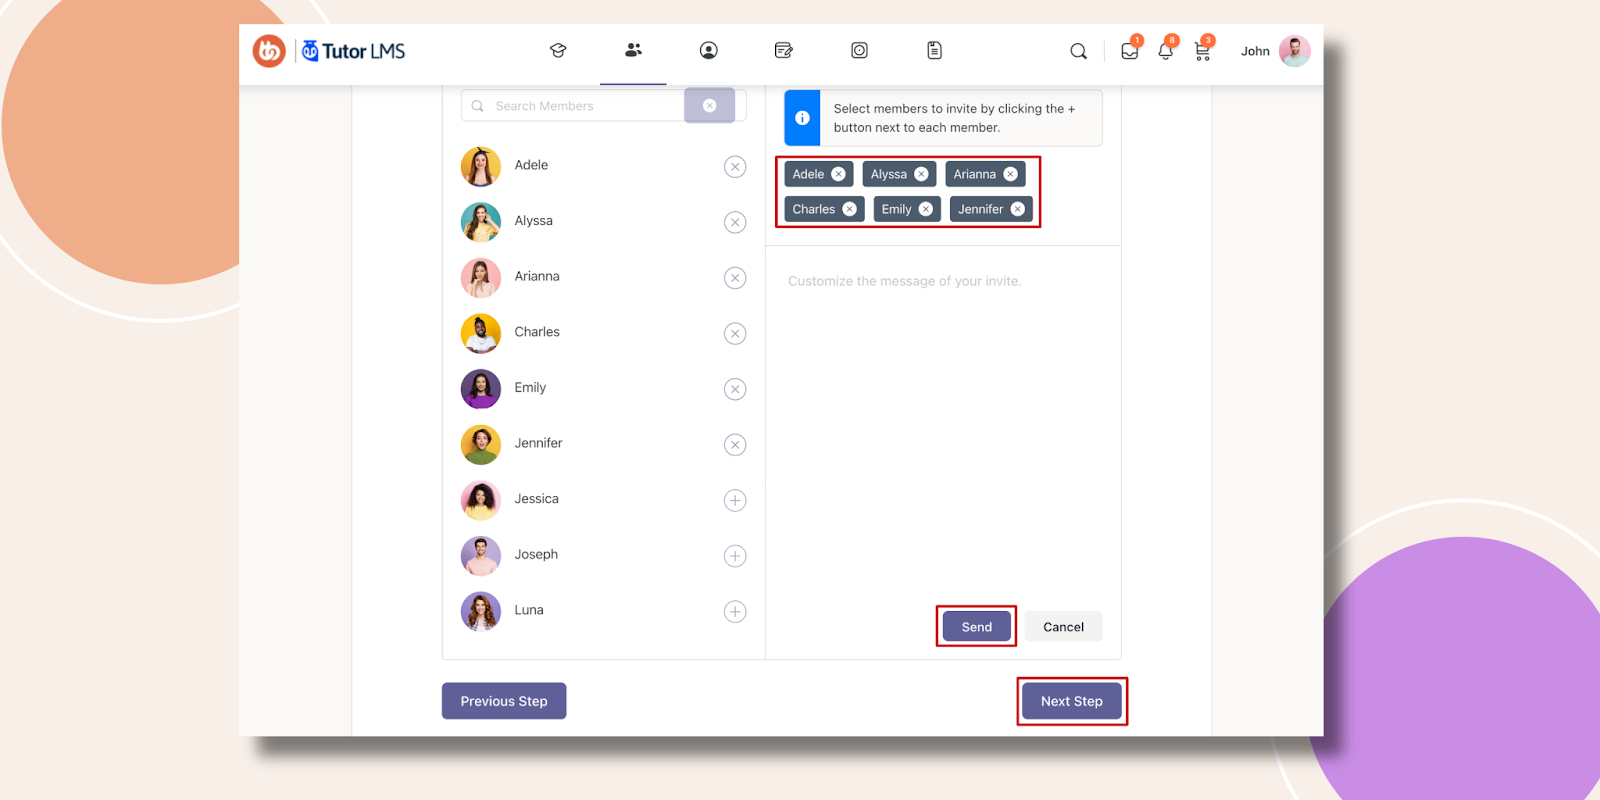 Tutor LMS
1
8
3
John
Search Members
Adele
Alyssa
Arianna
Charles
Emily
Jennifer
Jessica
Joseph
Luna
Select members to invite by clicking the +
button next to each member.
Adele
Alyssa
Arianna
Charles
Emily
Jennifer
Customize the message of your invite.
Send
Cancel
Previous Step
Next Step